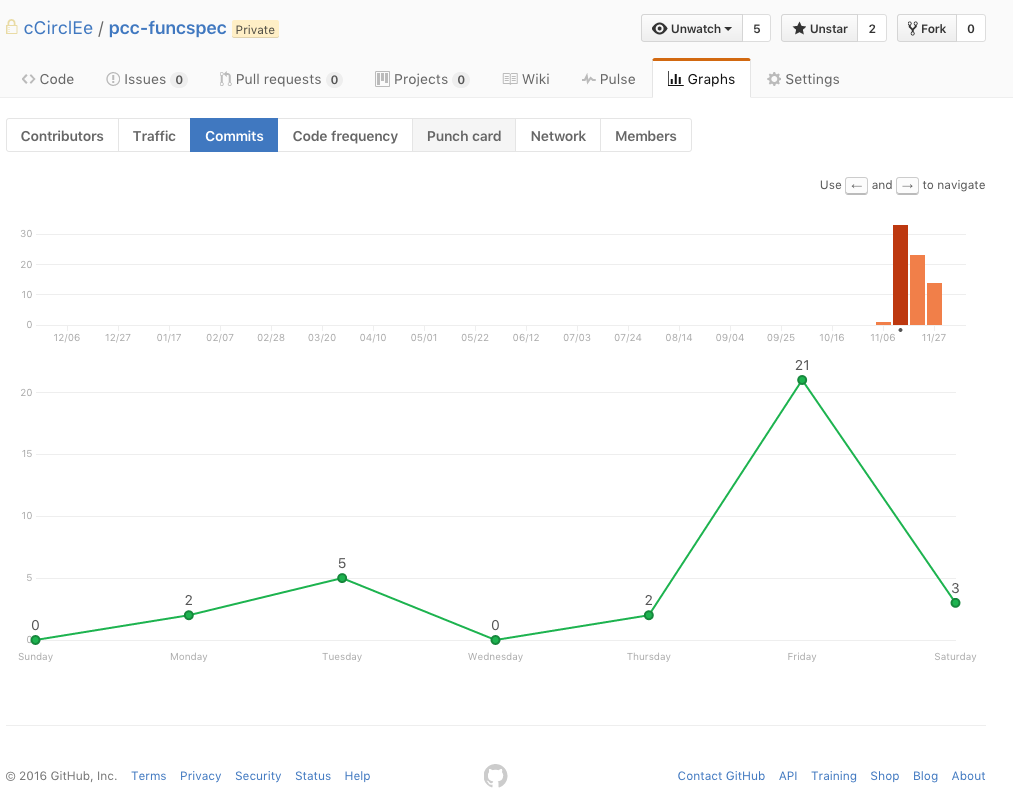 cCirclEe / pcc-funcspec Private Unwatch 5 Unstar 2 Fork 0
Code Issues 0 Pull requests 0 Projects 0 Wiki Pulse Graphs Settings
Contributors Traffic Commits Code frequency Punch card Network Members
Use ← and → to navigate
30
20
10
0
12/06 12/27 01/17 02/07 02/28 03/20 04/10 05/01 05/22 06/12 07/03 07/24 08/14 09/04 09/25 10/16 11/06 11/27
21
20
15
10
5
5
2 2 3
0 0
0
Sunday Monday Tuesday Wednesday Thursday Friday Saturday
© 2016 GitHub, Inc. Terms Privacy Security Status Help Contact GitHub API Training Shop Blog About